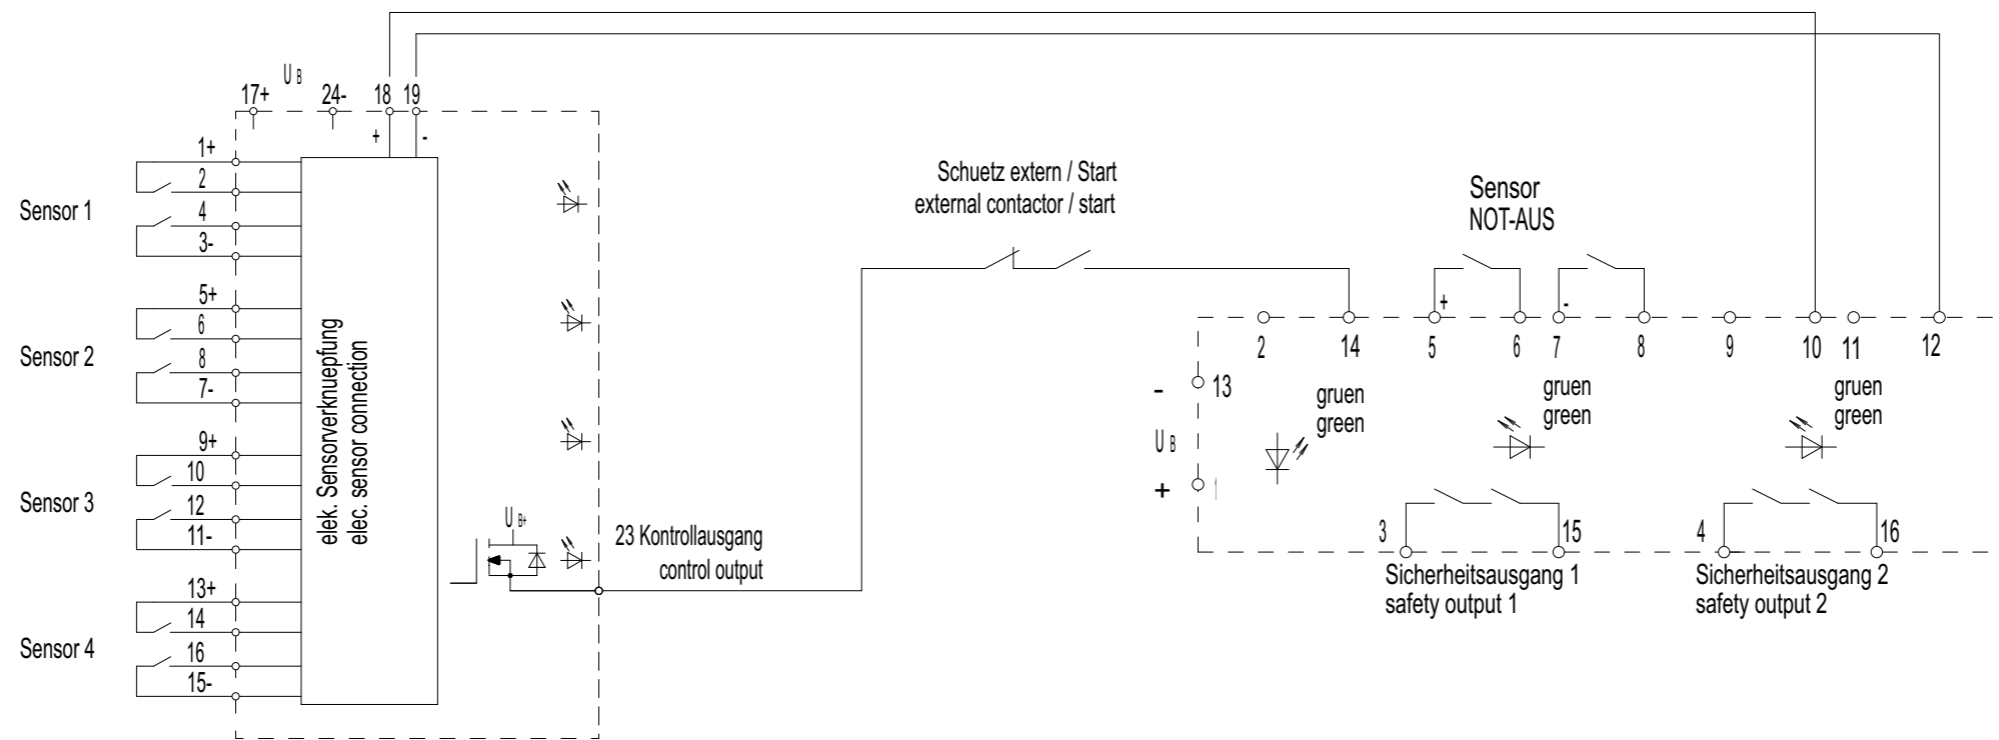 U B
17+ 24- 18 19
+ -
1+
2
Sensor 1
4
3-
5+
6
Sensor 2
8
7-
9+
10
Sensor 3
12
11-
13+
14
Sensor 4
16
15-
elek. Sensorverknuepfung
elec. sensor connection
U B+
23 Kontrollausgang
control output
Schuetz extern / Start
external contactor / start
Sensor
NOT-AUS
+ -
2 14 5 6 7 8 9 10 11 12
- 13
U B
+ 1
gruen
green
gruen
green
gruen
green
3 15
Sicherheitsausgang 1
safety output 1
4 16
Sicherheitsausgang 2
safety output 2